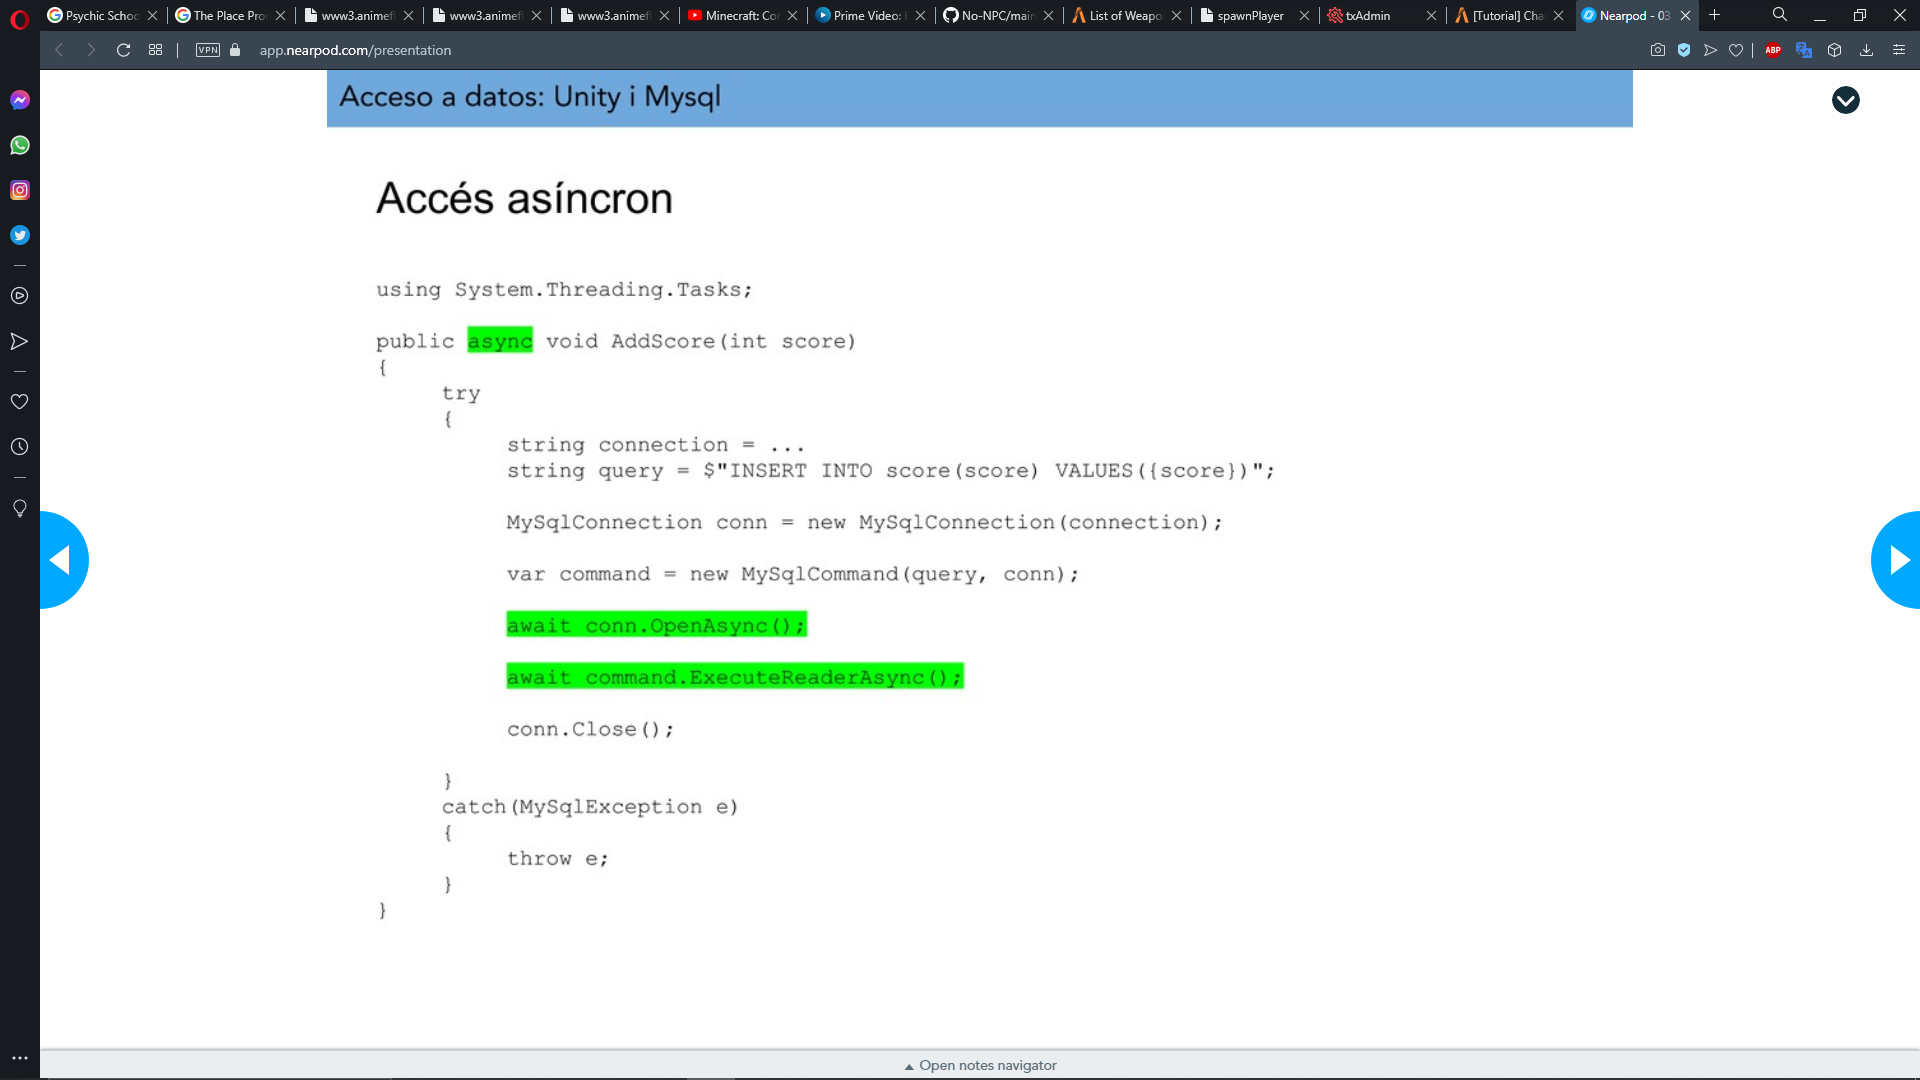 Psychic Schoo
The Place Pro
www3.animefl
www3.animefl
www3.animefl
Minecraft: Co
Prime Video:
No-NPC/mai
List of Weapo
spawnPlayer
txAdmin
[Tutorial] Cha
Nearpod - 03
VPN
app.nearpod.com/presentation
ABP
Acceso a datos: Unity i Mysql
Accés asíncron
using System.Threading.Tasks;
public async void AddScore(int score)
{
try
{
string connection = ...
string query = $"INSERT INTO score(score) VALUES({score})";
MySqlConnection conn = new MySqlConnection(connection);
var command = new MySqlCommand(query, conn);
await conn.OpenAsync();
await command.ExecuteReaderAsync();
conn.Close();
}
catch(MySqlException e)
{
throw e;
}
}
Open notes navigator